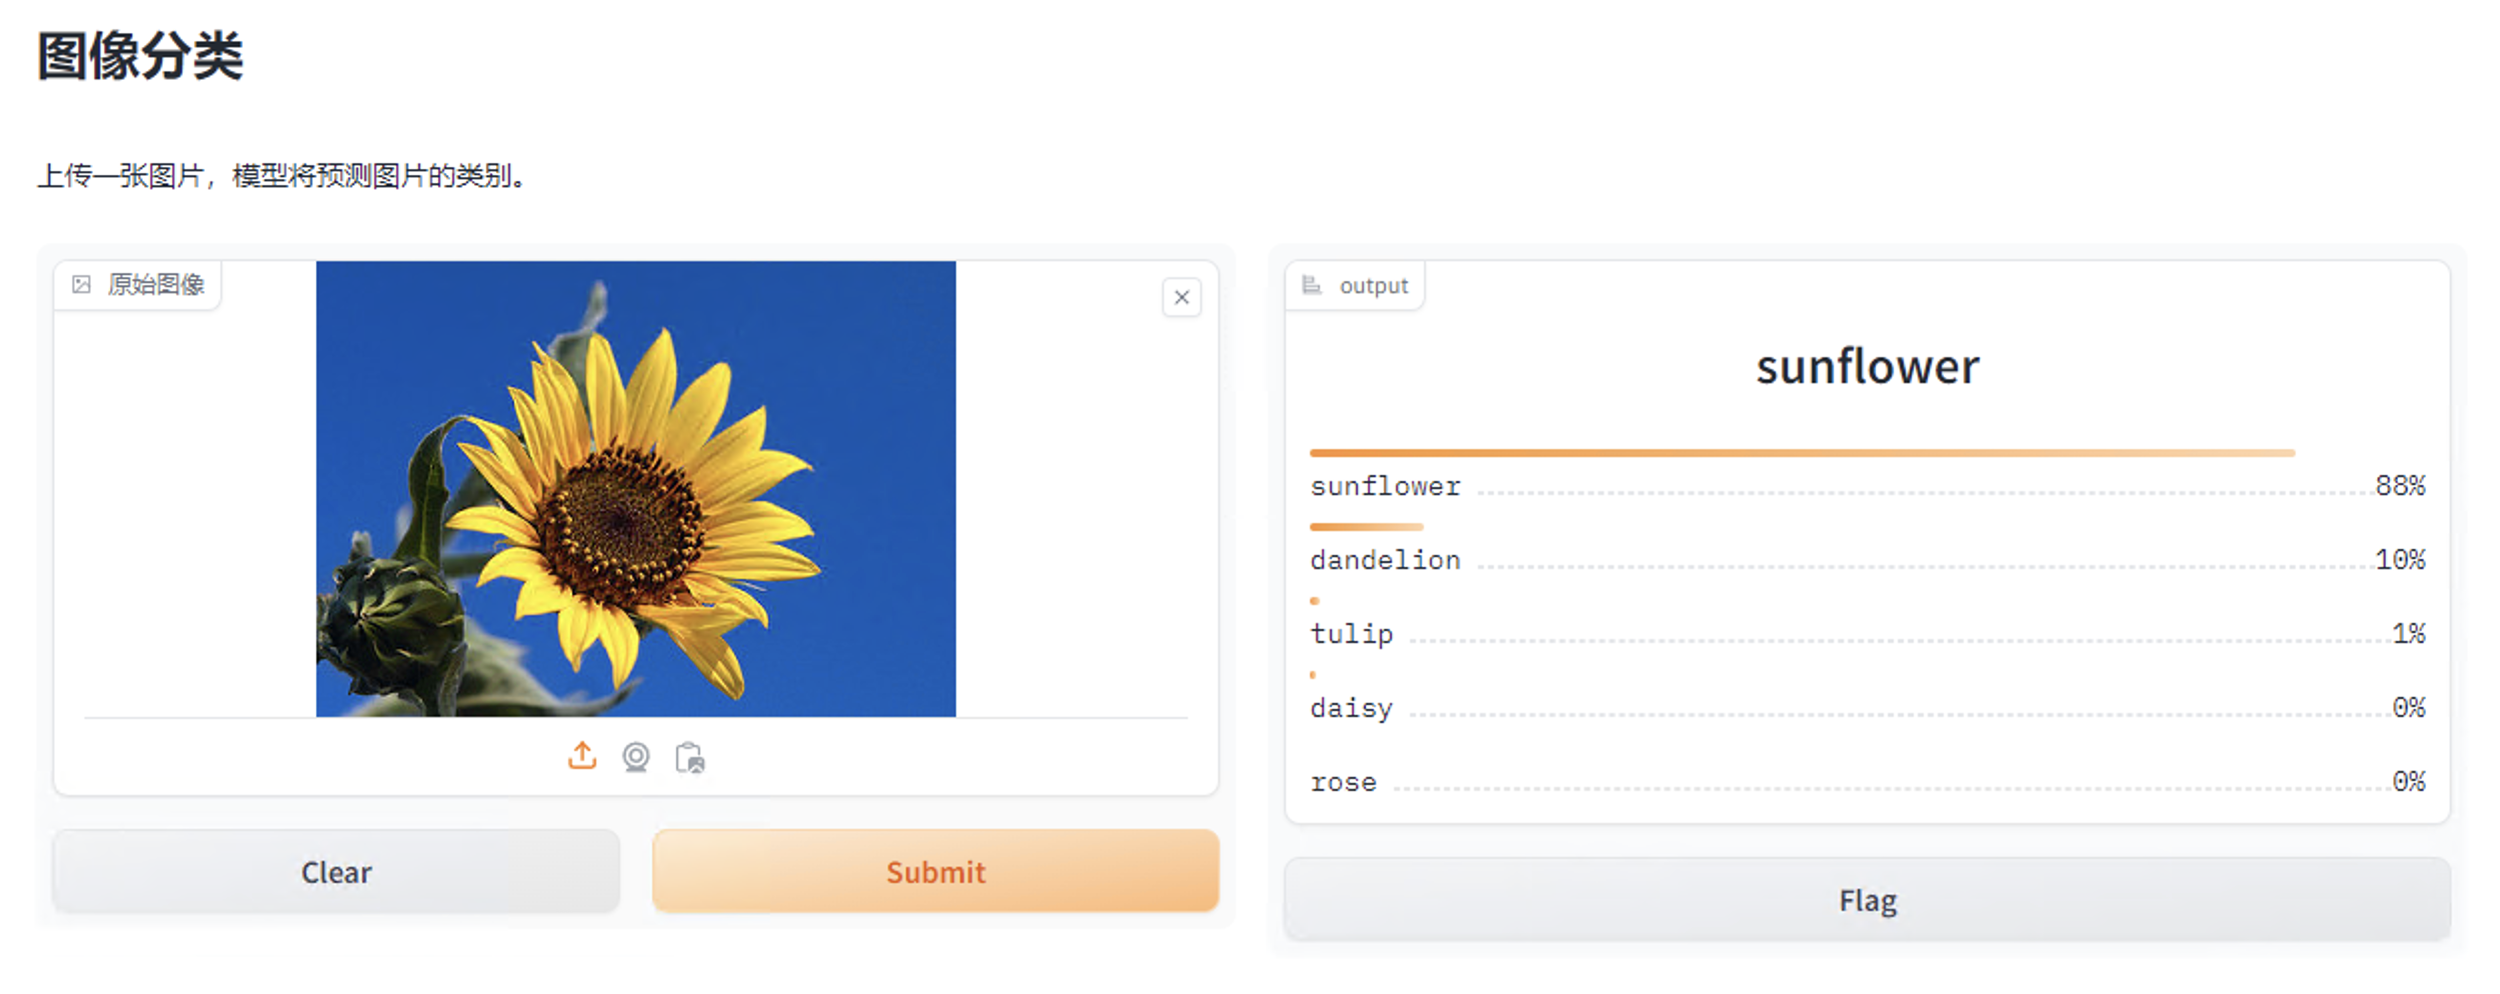 图像分类
上传一张图片，模型将预测图片的类别。
原始图像
Clear
Submit
output
sunflower
sunflower 88%
dandelion 10%
tulip 1%
daisy 0%
rose 0%
Flag